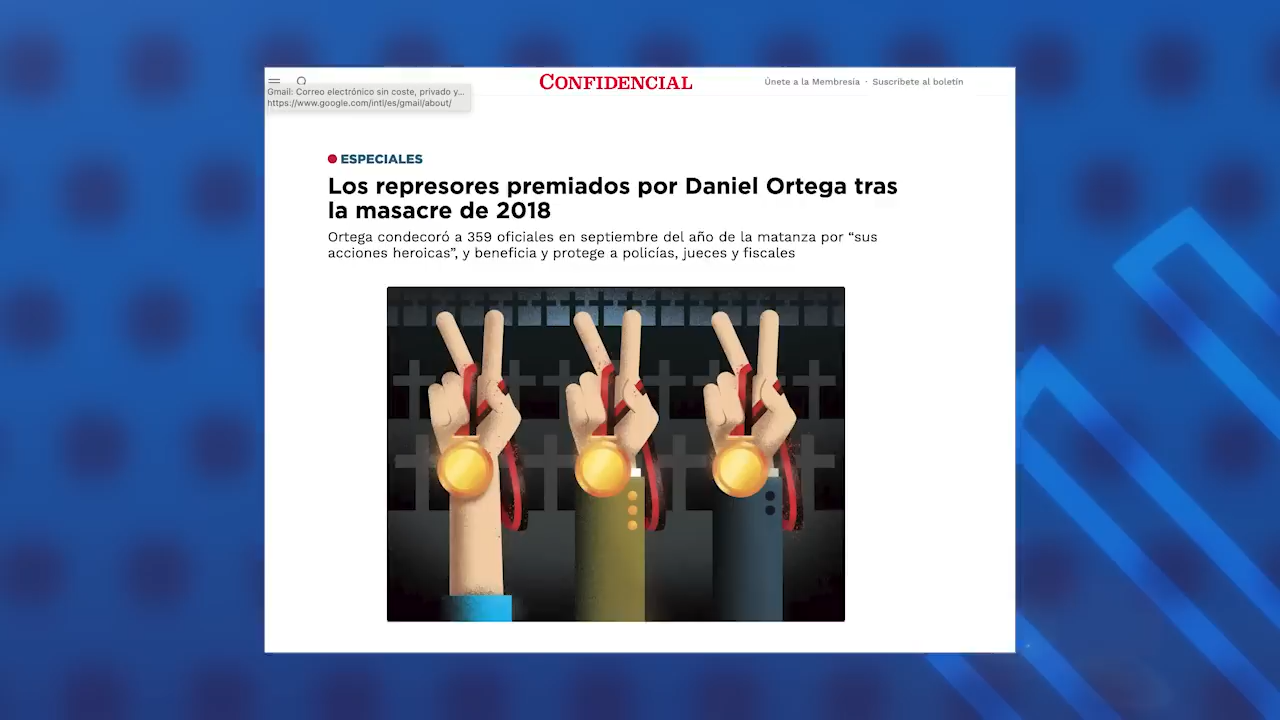 CONFIDENCIAL
Únete a la Membresía · Suscríbete al boletín
Gmail: Correo electrónico sin coste, privado y...
https://www.google.com/intl/es/gmail/about/
ESPECIALES
Los represores premiados por Daniel Ortega tras
la masacre de 2018
Ortega condecoró a 359 oficiales en septiembre del año de la matanza por “sus
acciones heroicas”, y beneficia y protege a policías, jueces y fiscales